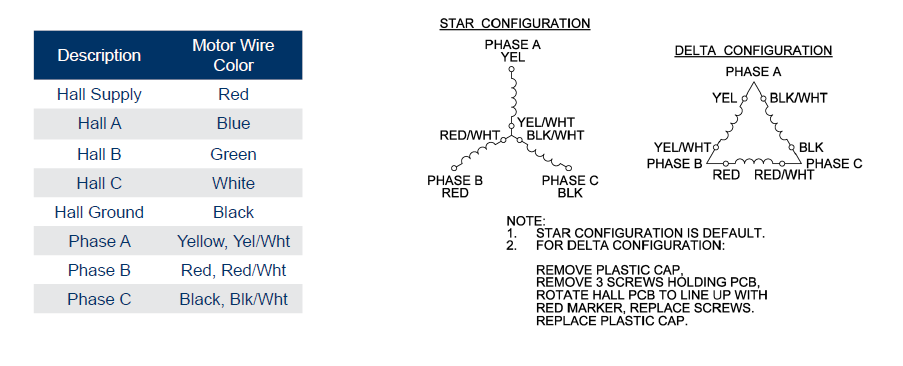 Description Motor Wire Color
Hall Supply Red
Hall A Blue
Hall B Green
Hall C White
Hall Ground Black
Phase A Yellow, Yel/Wht
Phase B Red, Red/Wht
Phase C Black, Blk/Wht
STAR CONFIGURATION
PHASE A
YEL
YEL/WHT
RED/WHT BLK/WHT
PHASE B PHASE C
RED BLK
DELTA CONFIGURATION
PHASE A
YEL BLK/WHT
YEL/WHT BLK
PHASE B PHASE C
RED RED/WHT
NOTE:
1. STAR CONFIGURATION IS DEFAULT.
2. FOR DELTA CONFIGURATION:
REMOVE PLASTIC CAP,
REMOVE 3 SCREWS HOLDING PCB,
ROTATE HALL PCB TO LINE UP WITH
RED MARKER, REPLACE SCREWS.
REPLACE PLASTIC CAP.